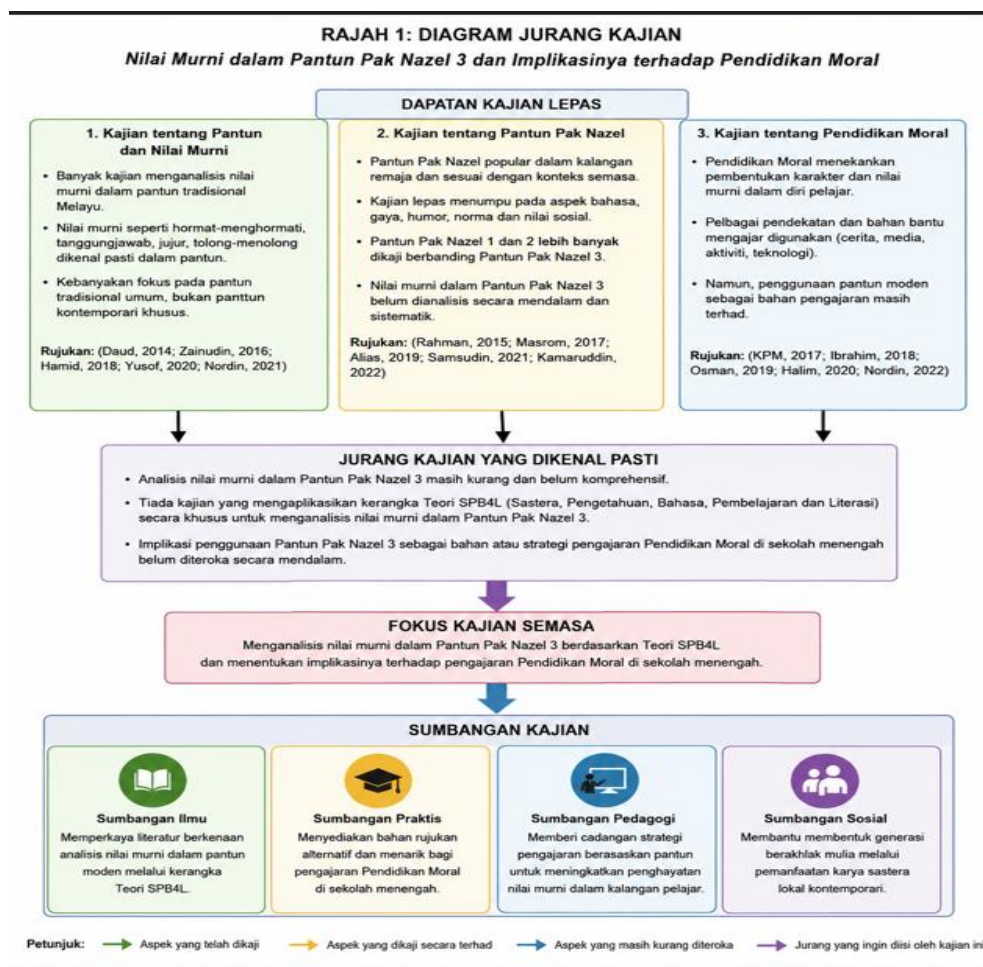 RAJAH 1: DIAGRAM JURANG KAJIAN
Nilai Murni dalam Pantun Pak Nazel 3 dan Implikasinya terhadap Pendidikan Moral
DAPATAN KAJIAN LEPAS
1. Kajian tentang Pantun
dan Nilai Murni
• Banyak kajian menganalisis nilai
murni dalam pantun tradisional
Melayu.
• Nilai murni seperti hormat-menghormati,
tanggungjawab, jujur, tolong-menolong
dikenal pasti dalam pantun.
• Kebanyakan fokus pada pantun
tradisional umum, bukan panttun
kontemporari khusus.
Rujukan: (Daud, 2014; Zainudin, 2016;
Hamid, 2018; Yusof, 2020; Nordin, 2021)
2. Kajian tentang Pantun Pak Nazel
• Pantun Pak Nazel popular dalam kalangan
remaja dan sesuai dengan konteks semasa.
• Kajian lepas menumpu pada aspek bahasa,
gaya, humor, norma dan nilai sosial.
• Pantun Pak Nazel 1 dan 2 lebih banyak
dikaji berbanding Pantun Pak Nazel 3.
• Nilai murni dalam Pantun Pak Nazel 3
belum dianalisis secara mendalam dan
sistematik.
Rujukan: (Rahman, 2015; Masrom, 2017;
Alias, 2019; Samsudin, 2021; Kamaruddin,
2022)
3. Kajian tentang Pendidikan Moral
• Pendidikan Moral menekankan
pembentukan karakter dan nilai
murni dalam diri pelajar.
• Pelbagai pendekatan dan bahan bantu
mengajar digunakan (cerita, media,
aktiviti, teknologi).
• Namun, penggunaan pantun moden
sebagai bahan pengajaran masih
terhad.
Rujukan: (KPM, 2017; Ibrahim, 2018;
Osman, 2019; Halim, 2020; Nordin, 2022)
JURANG KAJIAN YANG DIKENAL PASTI
• Analisis nilai murni dalam Pantun Pak Nazel 3 masih kurang dan belum komprehensif.
• Tiada kajian yang mengaplikasikan kerangka Teori SPB4L (Sastera, Pengetahuan, Bahasa, Pembelajaran dan Literasi)
secara khusus untuk menganalisis nilai murni dalam Pantun Pak Nazel 3.
• Implikasi penggunaan Pantun Pak Nazel 3 sebagai bahan atau strategi pengajaran Pendidikan Moral di sekolah menengah
belum diteroka secara mendalam.
FOKUS KAJIAN SEMASA
Menganalisis nilai murni dalam Pantun Pak Nazel 3 berdasarkan Teori SPB4L
dan menentukan implikasinya terhadap pengajaran Pendidikan Moral di sekolah menengah.
SUMBANGAN KAJIAN
Sumbangan Ilmu
Memperkaya literatur berkenaan
analisis nilai murni dalam pantun
moden melalui kerangka
Teori SPB4L.
Sumbangan Praktis
Menyediakan bahan rujukan
alternatif dan menarik bagi
pengajaran Pendidikan Moral
di sekolah menengah.
Sumbangan Pedagogi
Memberi cadangan strategi
pengajaran berasaskan pantun
untuk meningkatkan penghayatan
nilai murni dalam kalangan pelajar.
Sumbangan Sosial
Membantu membentuk generasi
berakhlak mulia melalui
pemanfaatan karya sastera
lokal kontemporari.
Petunjuk: Aspek yang telah dikaji Aspek yang dikaji secara terhad Aspek yang masih kurang diteroka Jurang yang ingin diisi oleh kajian ini